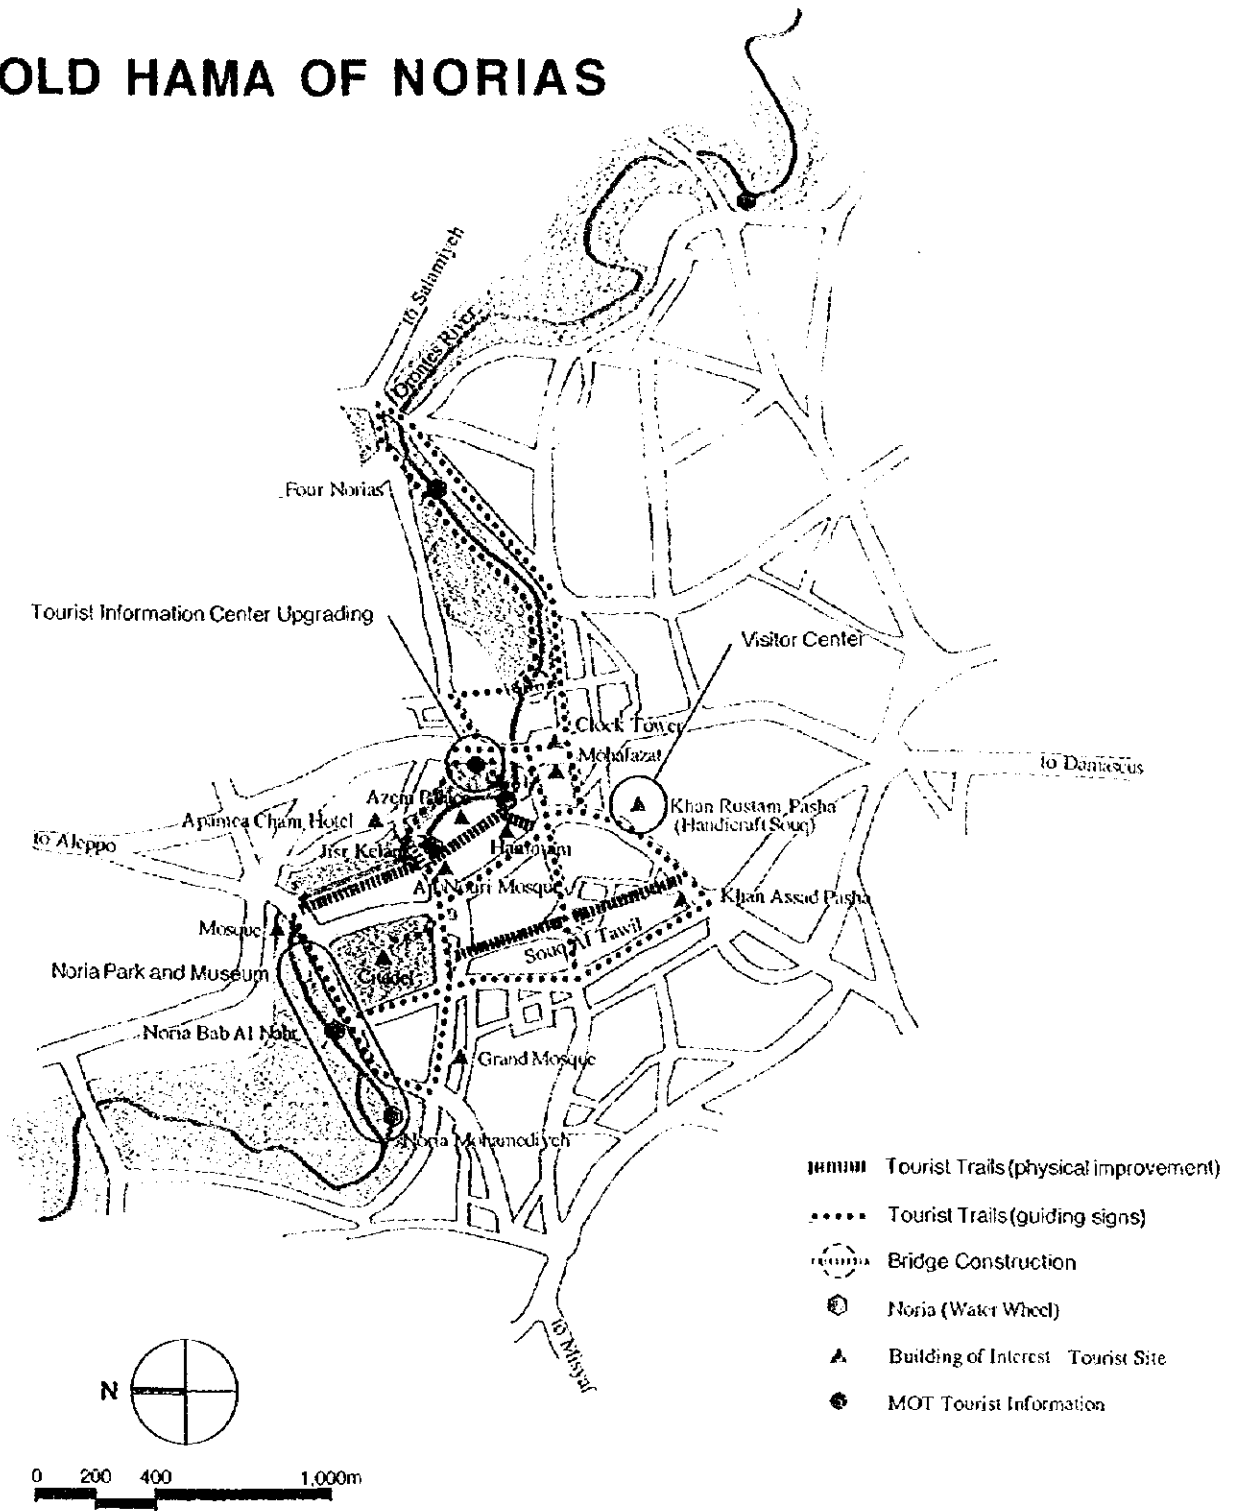 OLD HAMA OF NORIAS
to Salamiyeh
Orontes River
Four Norias
Tourist Information Center Upgrading
Visitor Center
Clock Tower
Mohafazat
to Damascus
Azem Palace
Khan Rustam Pasha
(Handicraft Souq)
Apamea Cham Hotel
to Aleppo
Jisr Kelani
Hammam
An Nouri Mosque
Khan Assad Pasha
Mosque
Souq Al Tawil
Noria Park and Museum
Citadel
Noria Bab Al Nahr
Grand Mosque
Noria Mohamediyeh
Tourist Trails (physical improvement)
Tourist Trails (guiding signs)
Bridge Construction
Noria (Water Wheel)
to Misyaf
Building of Interest Tourist Site
N
MOT Tourist Information
0 200 400 1,000m